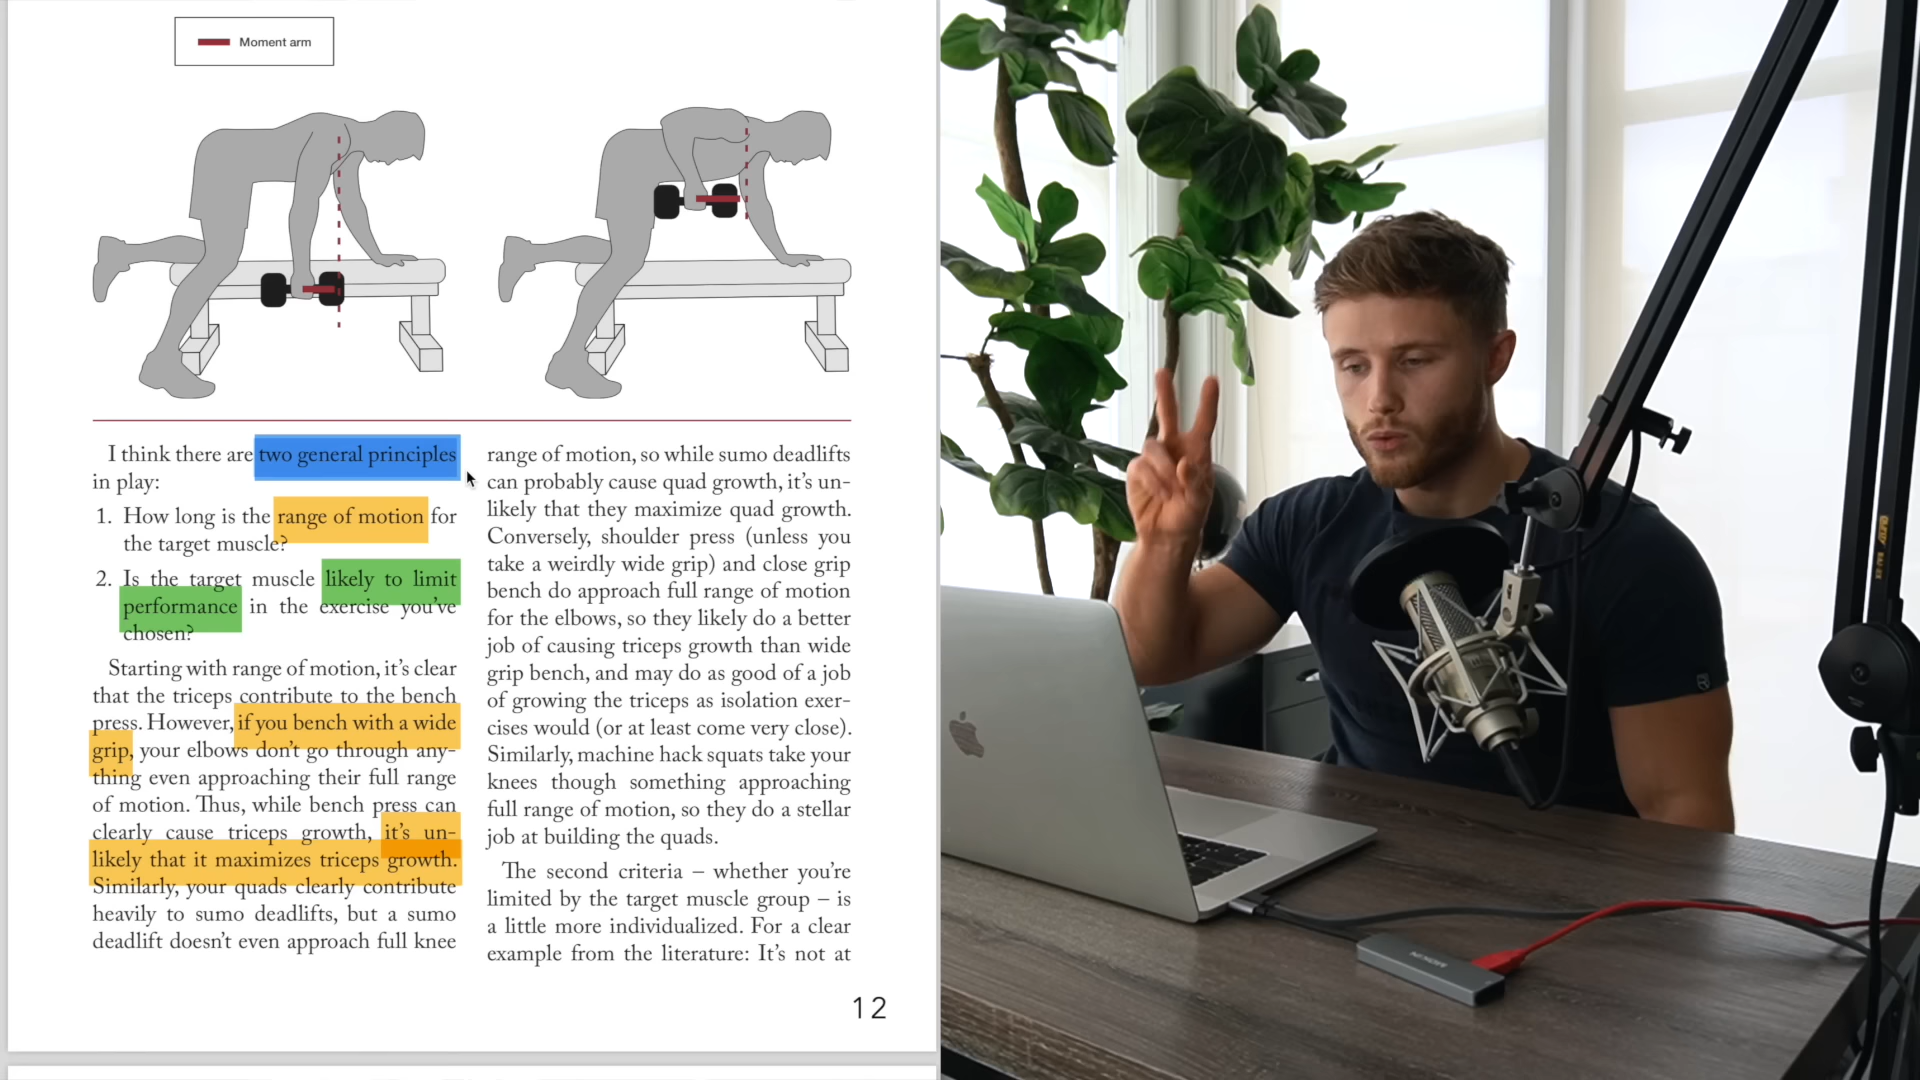 Moment arm
I think there are two general principles
in play:
1. How long is the range of motion for
the target muscle?
2. Is the target muscle likely to limit
performance in the exercise you've
chosen?
Starting with range of motion, it's clear
that the triceps contribute to the bench
press. However, if you bench with a wide
grip, your elbows don't go through any-
thing even approaching their full range
of motion. Thus, while bench press can
clearly cause triceps growth, it's un-
likely that it maximizes triceps growth.
Similarly, your quads clearly contribute
heavily to sumo deadlifts, but a sumo
deadlift doesn't even approach full knee
range of motion, so while sumo deadlifts
can probably cause quad growth, it's un-
likely that they maximize quad growth.
Conversely, shoulder press (unless you
take a weirdly wide grip) and close grip
bench do approach full range of motion
for the elbows, so they likely do a better
job of causing triceps growth than wide
grip bench, and may do as good of a job
of growing the triceps as isolation exer-
cises would (or at least come very close).
Similarly, machine hack squats take your
knees though something approaching
full range of motion, so they do a stellar
job at building the quads.
The second criteria – whether you're
limited by the target muscle group – is
a little more individualized. For a clear
example from the literature: It's not at
12